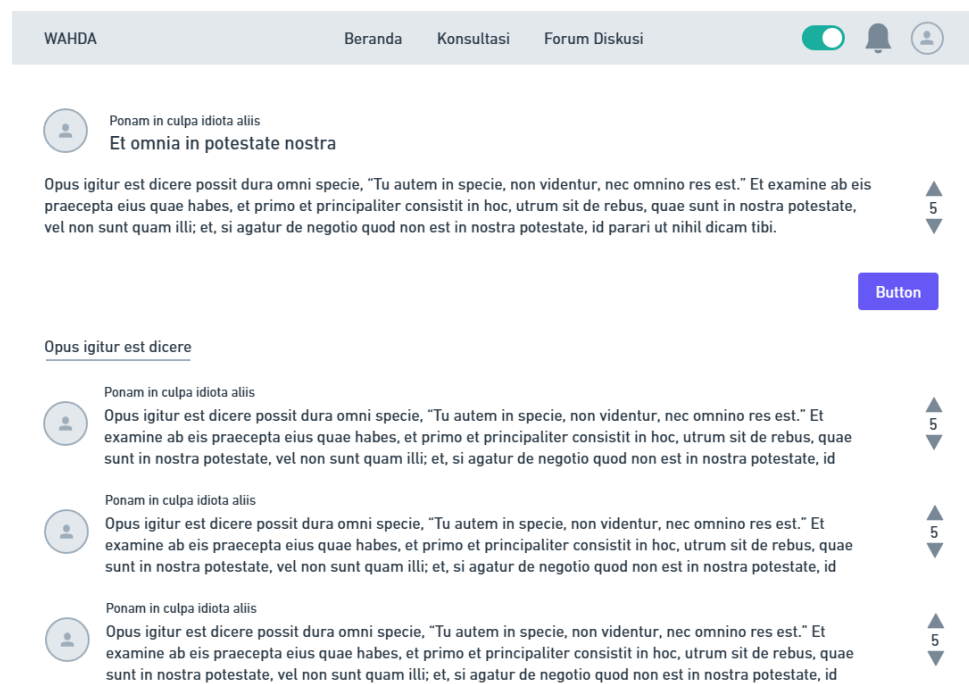 WAHDA Beranda Konsultasi Forum Diskusi
Ponam in culpa idiota aliis
Et omnia in potestate nostra
Opus igitur est dicere possit dura omni specie, “Tu autem in specie, non videntur, nec omnino res est.” Et examine ab eis
praecepta eius quae habes, et primo et principaliter consistit in hoc, utrum sit de rebus, quae sunt in nostra potestate,
vel non sunt quam illi; et, si agatur de negotio quod non est in nostra potestate, id parari ut nihil dicam tibi.
5
Button
Opus igitur est dicere
Ponam in culpa idiota aliis
Opus igitur est dicere possit dura omni specie, “Tu autem in specie, non videntur, nec omnino res est.” Et
examine ab eis praecepta eius quae habes, et primo et principaliter consistit in hoc, utrum sit de rebus, quae
sunt in nostra potestate, vel non sunt quam illi; et, si agatur de negotio quod non est in nostra potestate, id
5
Ponam in culpa idiota aliis
Opus igitur est dicere possit dura omni specie, “Tu autem in specie, non videntur, nec omnino res est.” Et
examine ab eis praecepta eius quae habes, et primo et principaliter consistit in hoc, utrum sit de rebus, quae
sunt in nostra potestate, vel non sunt quam illi; et, si agatur de negotio quod non est in nostra potestate, id
5
Ponam in culpa idiota aliis
Opus igitur est dicere possit dura omni specie, “Tu autem in specie, non videntur, nec omnino res est.” Et
examine ab eis praecepta eius quae habes, et primo et principaliter consistit in hoc, utrum sit de rebus, quae
sunt in nostra potestate, vel non sunt quam illi; et, si agatur de negotio quod non est in nostra potestate, id
5